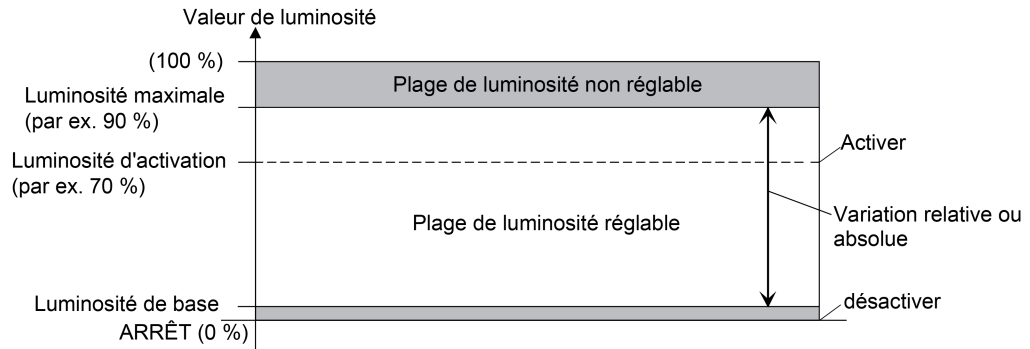 Valeur de luminosité
(100 %)
Plage de luminosité non réglable
Luminosité maximale
(par ex. 90 %)
Activer
Luminosité d'activation
(par ex. 70 %)
Plage de luminosité réglable
Variation relative ou
absolue
Luminosité de base
désactiver
ARRÊT (0 %)